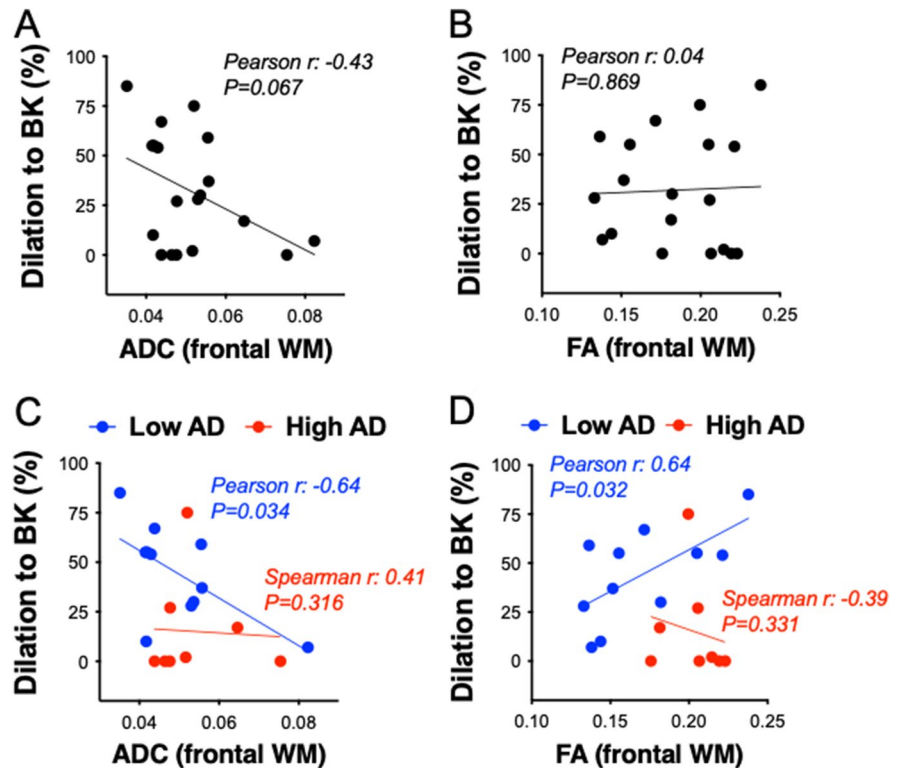 A
Dilation to BK (%)
100
75
50
25
0
Pearson r: -0.43
P=0.067
0.04 0.06 0.08
ADC (frontal WM)
B
Dilation to BK (%)
100
75
50
25
0
Pearson r: 0.04
P=0.869
0.10 0.15 0.20 0.25
FA (frontal WM)
C
Low AD High AD
Dilation to BK (%)
100
75
50
25
0
Pearson r: -0.64
P=0.034
Spearman r: 0.41
P=0.316
0.04 0.06 0.08
ADC (frontal WM)
D
Low AD High AD
Dilation to BK (%)
100
75
50
25
0
Pearson r: 0.64
P=0.032
Spearman r: -0.39
P=0.331
0.10 0.15 0.20 0.25
FA (frontal WM)